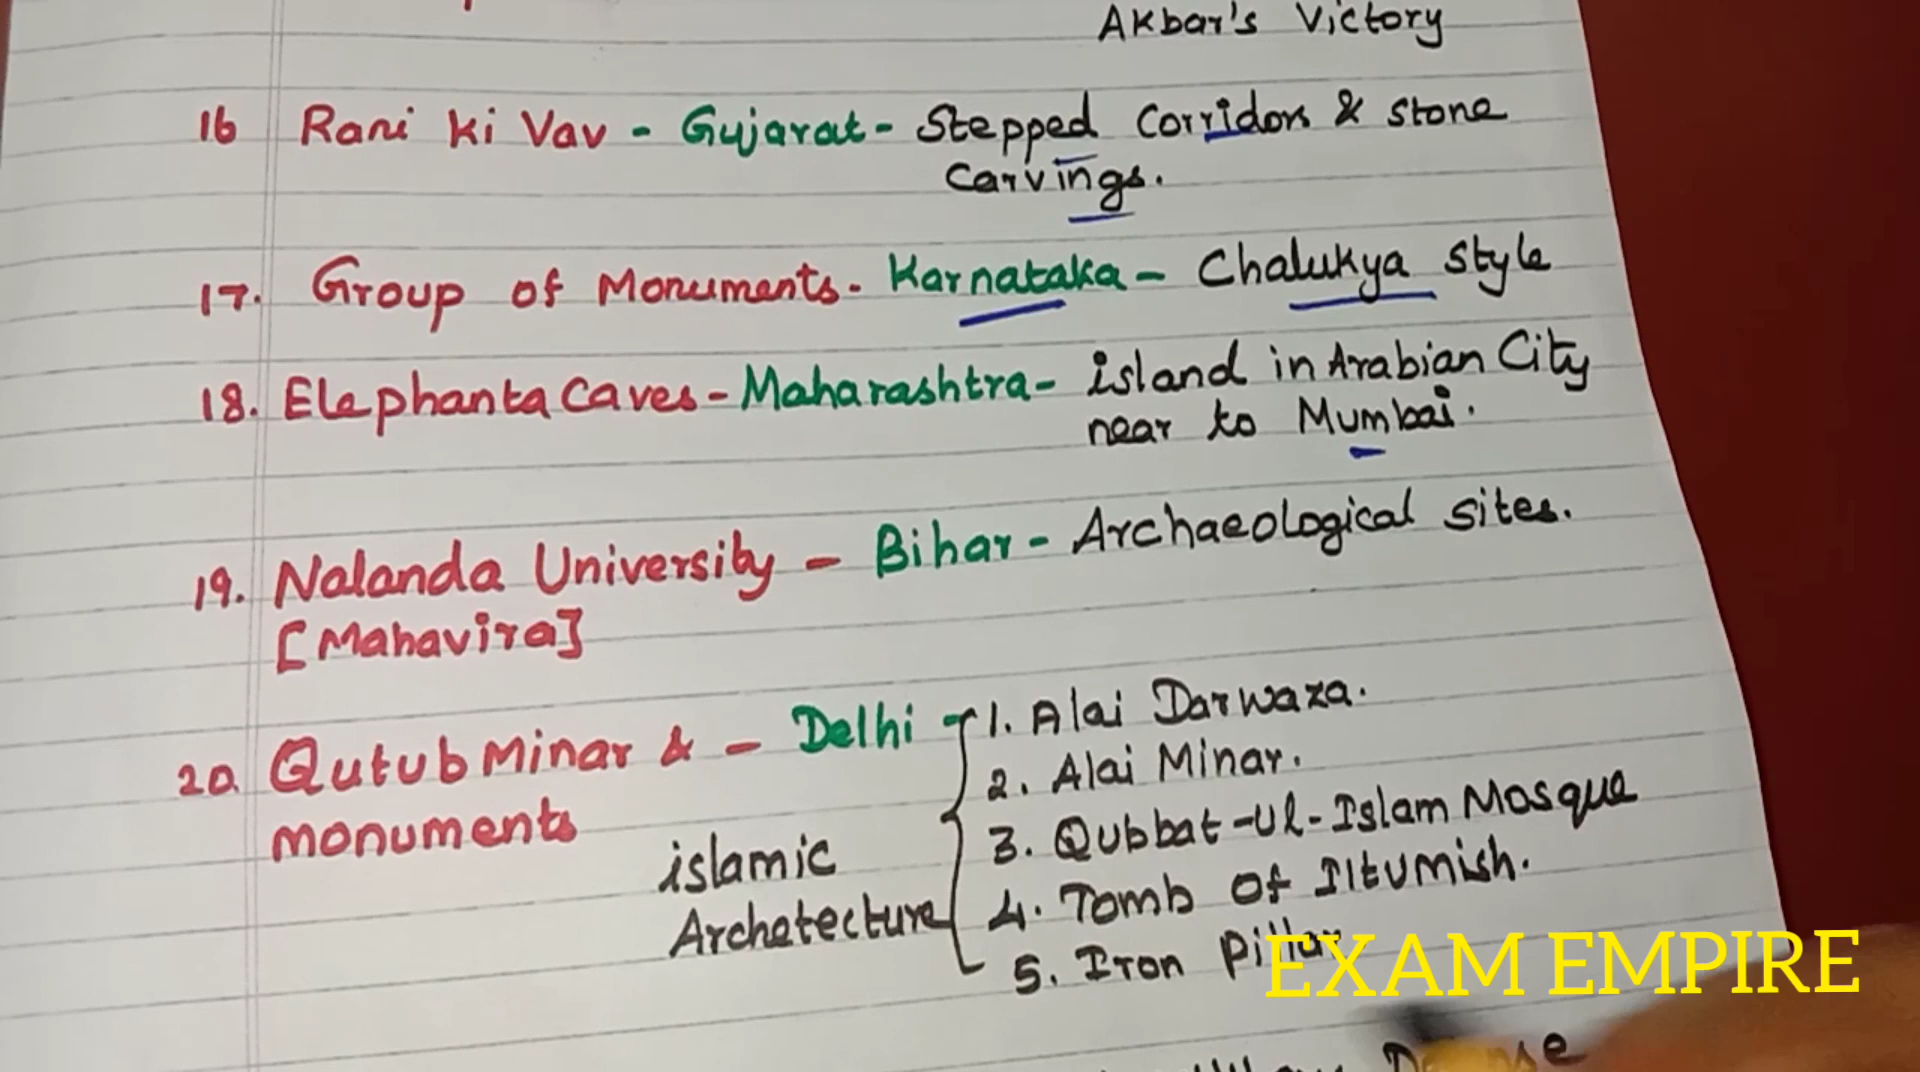 Akbar's Victory
16 Rani Ki Vav - Gujarat - Stepped Corridors & stone
carvings.
17. Group of Monuments - Karnataka - Chalukya style
18. Elephanta Caves - Maharashtra - island in Arabian City
near to Mumbai.
19. Nalanda University - Bihar - Archaeological sites.
[Mahavira]
20. Qutub Minar & - Delhi - 1. Alai Darwaza.
monuments
2. Alai Minar.
islamic
Archetecture
3. Qubbat-Ul-Islam Mosque
4. Tomb Of Iltumish.
5. Iron Pillar
EXAM EMPIRE